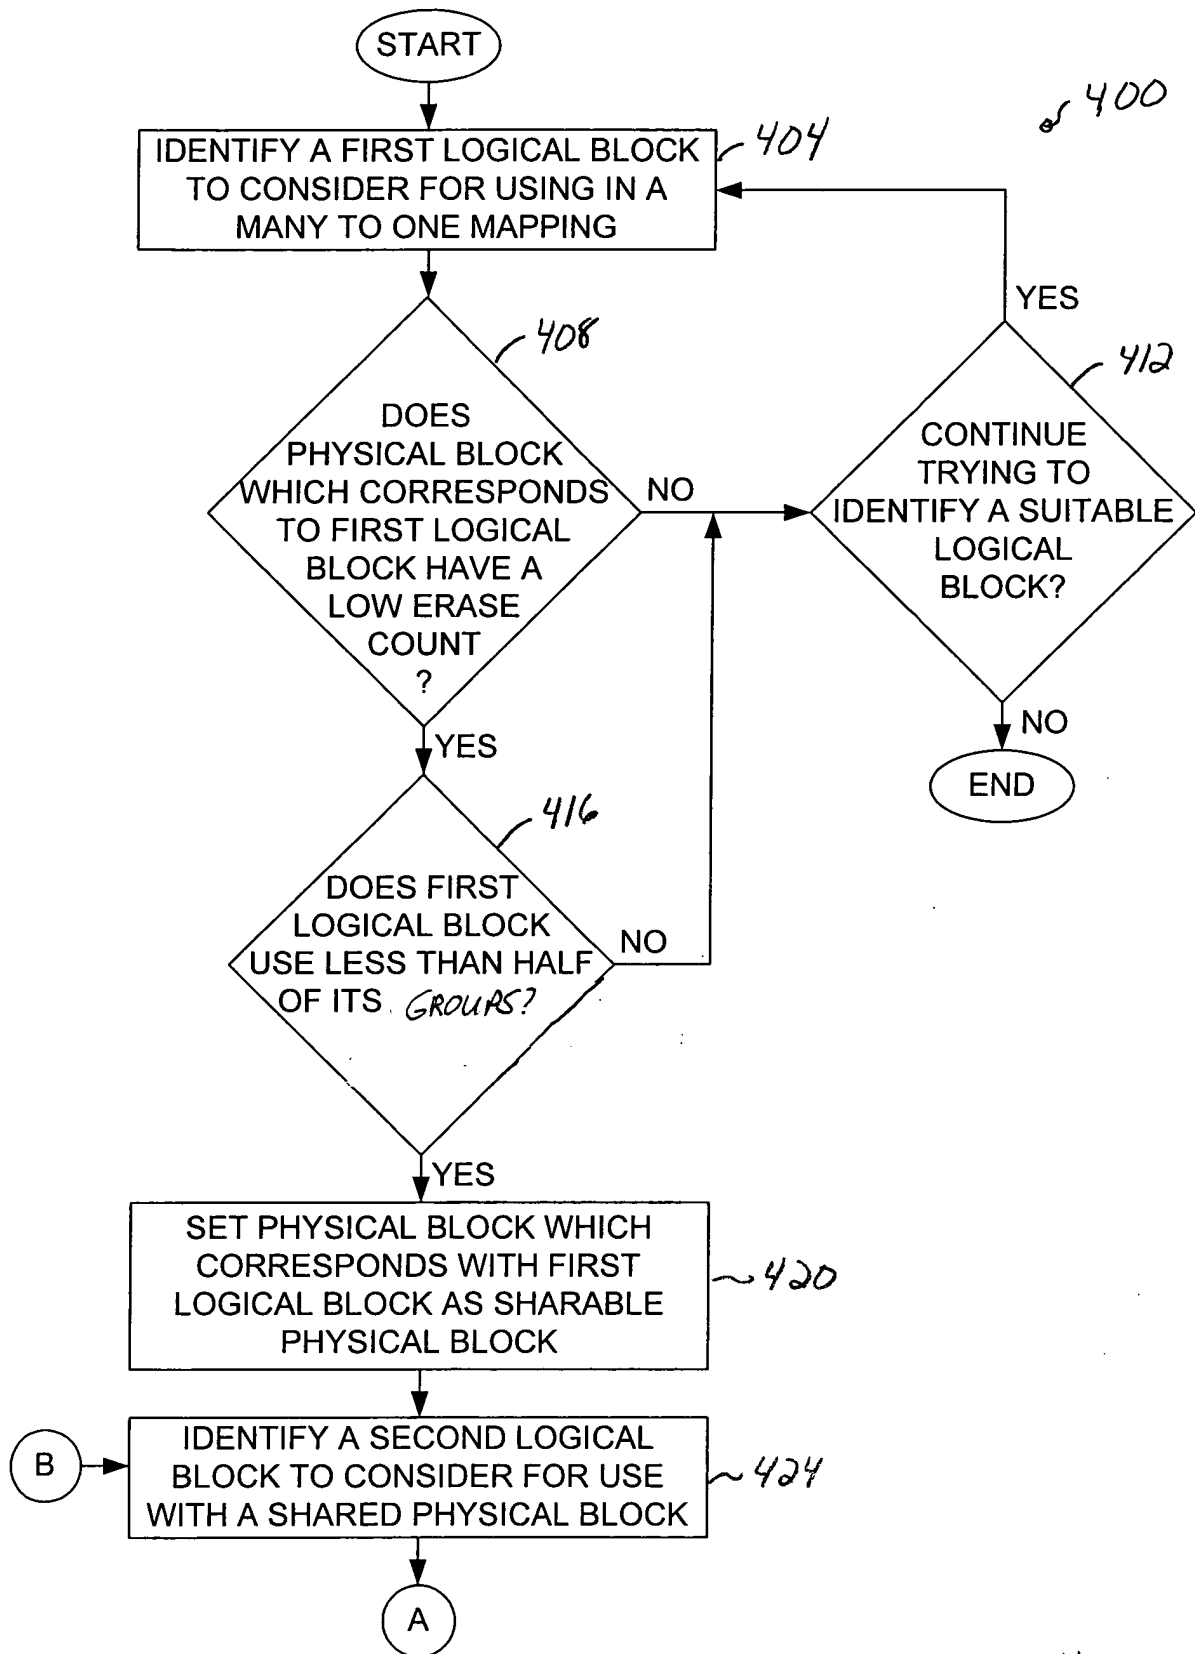 START
400
IDENTIFY A FIRST LOGICAL BLOCK
TO CONSIDER FOR USING IN A
MANY TO ONE MAPPING
404
YES
408
412
DOES
PHYSICAL BLOCK
WHICH CORRESPONDS
TO FIRST LOGICAL
BLOCK HAVE A
LOW ERASE
COUNT
?
NO
CONTINUE
TRYING TO
IDENTIFY A SUITABLE
LOGICAL
BLOCK?
YES
NO
END
416
DOES FIRST
LOGICAL BLOCK
USE LESS THAN HALF
OF ITS GROUPS?
NO
YES
SET PHYSICAL BLOCK WHICH
CORRESPONDS WITH FIRST
LOGICAL BLOCK AS SHARABLE
PHYSICAL BLOCK
420
B
IDENTIFY A SECOND LOGICAL
BLOCK TO CONSIDER FOR USE
WITH A SHARED PHYSICAL BLOCK
424
A